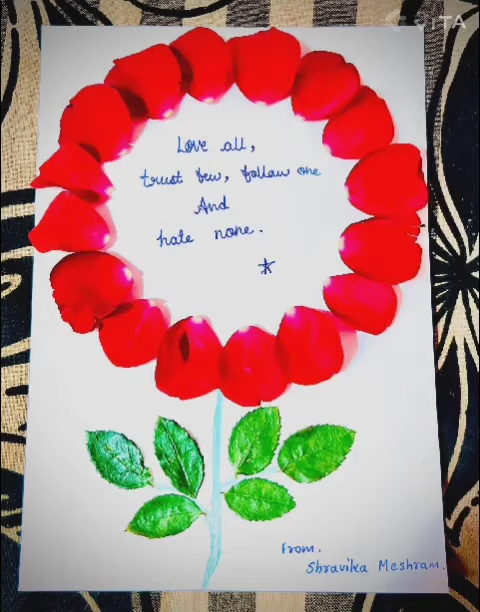 Love all,
trust few, follow one
And
hate none.
*
from.
Shravika Meshram.